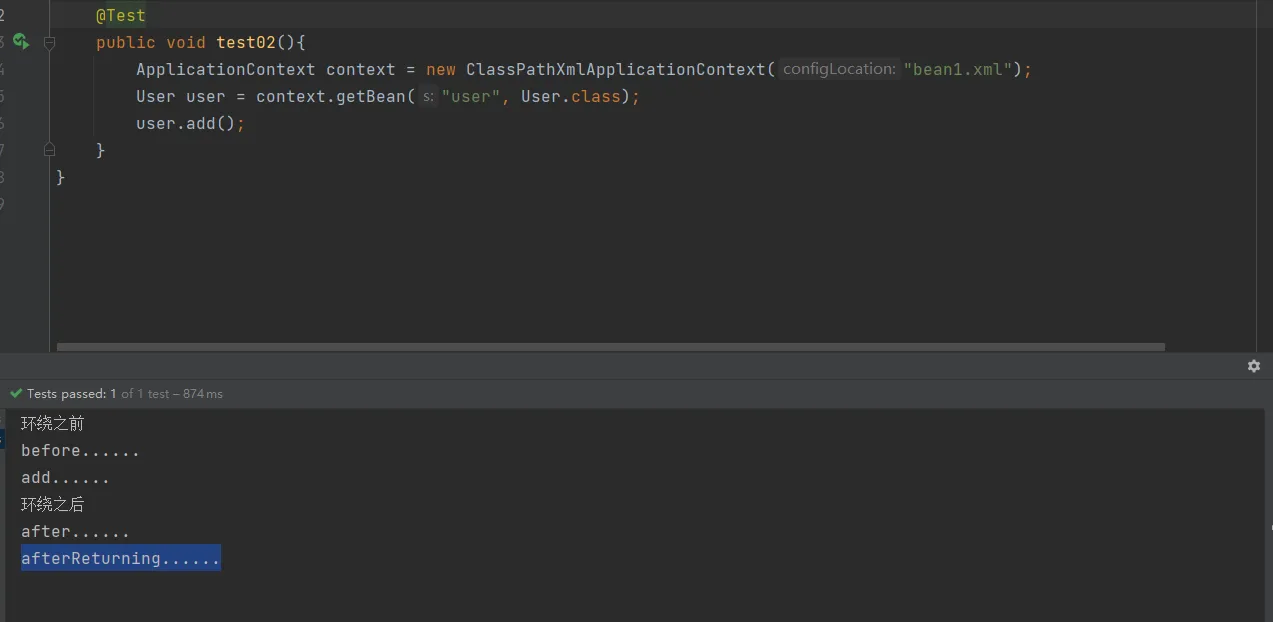 2
@Test
3
public void test02(){
4
ApplicationContext context = new ClassPathXmlApplicationContext( configLocation: "bean1.xml");
5
User user = context.getBean( s: "user", User.class);
6
user.add();
7
}
8
}
9
Tests passed: 1 of 1 test – 874 ms
环绕之前
before......
add......
环绕之后
after......
afterReturning......